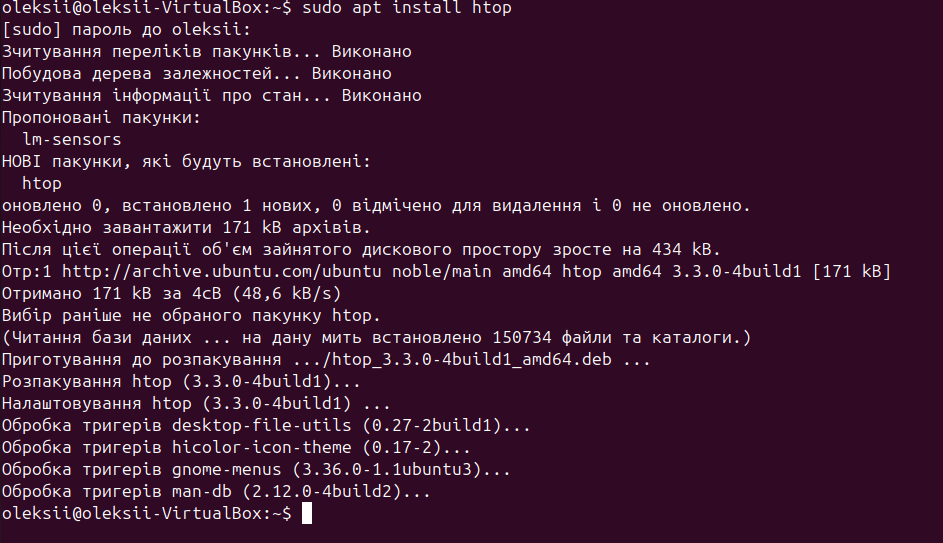 oleksii@oleksii-VirtualBox:~$ sudo apt install htop
[sudo] пароль до oleksii:
Зчитування переліків пакунків... Виконано
Побудова дерева залежностей... Виконано
Зчитування інформації про стан... Виконано
Пропоновані пакунки:
  lm-sensors
НОВІ пакунки, які будуть встановлені:
  htop
оновлено 0, встановлено 1 нових, 0 відмічено для видалення і 0 не оновлено.
Необхідно завантажити 171 kB архівів.
Після цієї операції об'єм зайнятого дискового простору зросте на 434 kB.
Отр:1 http://archive.ubuntu.com/ubuntu noble/main amd64 htop amd64 3.3.0-4build1 [171 kB]
Отримано 171 kB за 4сВ (48,6 kB/s)
Вибір раніше не обраного пакунку htop.
(Читання бази даних ... на дану мить встановлено 150734 файли та каталоги.)
Приготування до розпакування .../htop_3.3.0-4build1_amd64.deb ...
Розпакування htop (3.3.0-4build1)...
Налаштовування htop (3.3.0-4build1) ...
Обробка тригерів desktop-file-utils (0.27-2build1)...
Обробка тригерів hicolor-icon-theme (0.17-2)...
Обробка тригерів gnome-menus (3.36.0-1.1ubuntu3)...
Обробка тригерів man-db (2.12.0-4build2)...
oleksii@oleksii-VirtualBox:~$